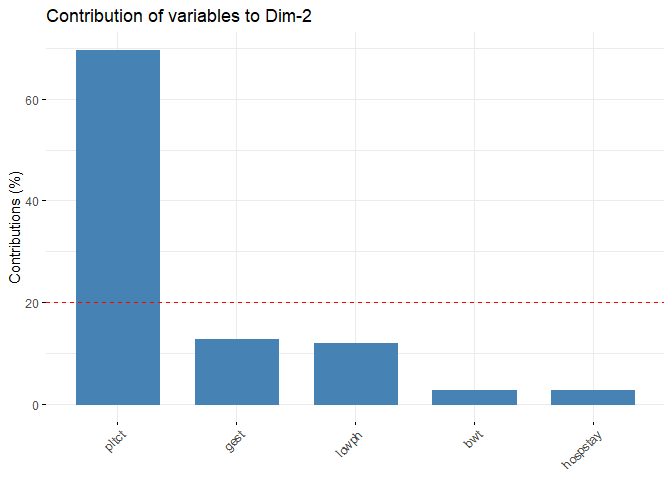 Contribution of variables to Dim-2
Contributions (%)
60
40
20
0
pltct
gest
lowph
bwt
hospstay